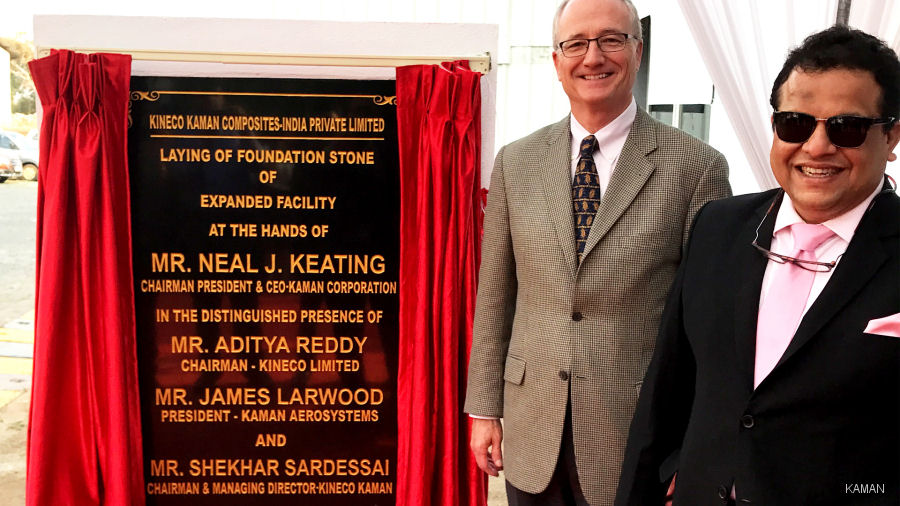 KINECO KAMAN COMPOSITES-INDIA PRIVATE LIMITED
LAYING OF FOUNDATION STONE
OF
EXPANDED FACILITY
AT THE HANDS OF
MR. NEAL J. KEATING
CHAIRMAN PRESIDENT & CEO-KAMAN CORPORATION
IN THE DISTINGUISHED PRESENCE OF
MR. ADITYA REDDY
CHAIRMAN - KINECO LIMITED
MR. JAMES LARWOOD
PRESIDENT - KAMAN AEROSYSTEMS
AND
MR. SHEKHAR SARDESSAI
CHAIRMAN & MANAGING DIRECTOR-KINECO KAMAN
KAMAN